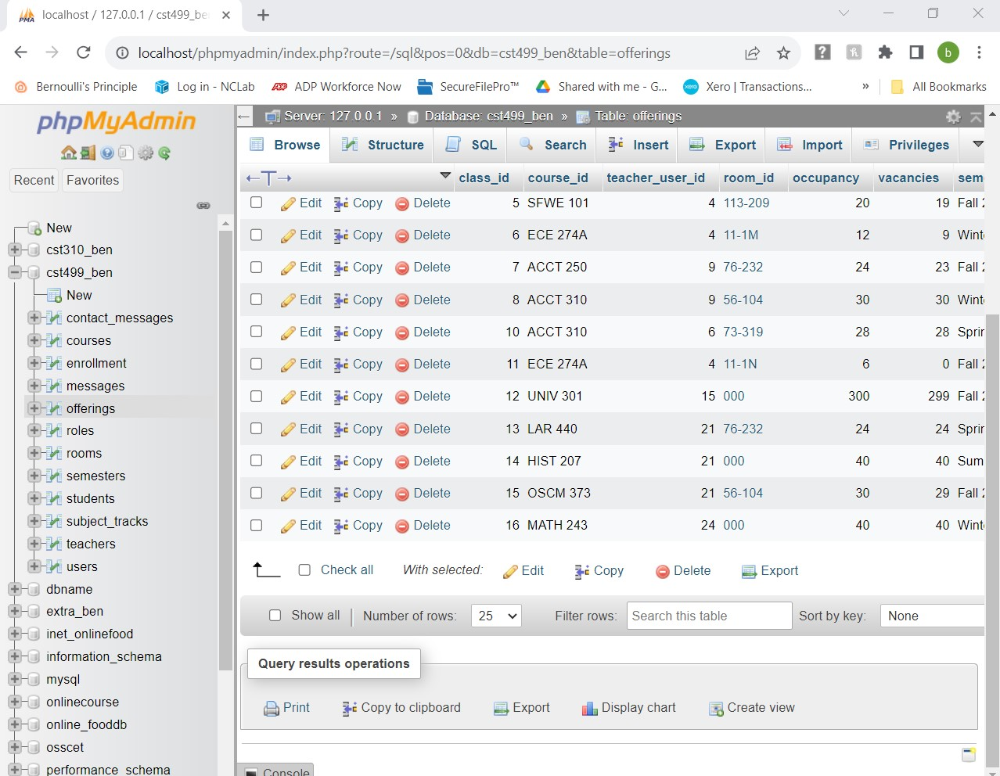 PMA localhost / 127.0.0.1 / cst499_be
localhost/phpmyadmin/index.php?route=/sql&pos=0&db=cst499_ben&table=offerings
? h b
Bernoulli's Principle Log in - NCLab ADP ADP Workforce Now SecureFilePro™ Shared with me - G... xero Xero | Transactions... » All Bookmarks
phpMyAdmin
Recent Favorites
New
cst310_ben
cst499_ben
New
contact_messages
courses
enrollment
messages
offerings
roles
rooms
semesters
students
subject_tracks
teachers
users
dbname
extra_ben
inet_onlinefood
information_schema
mysql
onlinecourse
online_fooddb
osscet
performance_schema
Server: 127.0.0.1 » Database: cst499_ben » Table: offerings
Browse Structure SQL Search Insert Export Import Privileges
←T→ class_id course_id teacher_user_id room_id occupancy vacancies sem
Edit Copy Delete 5 SFWE 101 4 113-209 20 19 Fall 2
Edit Copy Delete 6 ECE 274A 4 11-1M 12 9 Wint
Edit Copy Delete 7 ACCT 250 9 76-232 24 23 Fall 2
Edit Copy Delete 8 ACCT 310 9 56-104 30 30 Wint
Edit Copy Delete 10 ACCT 310 6 73-319 28 28 Sprin
Edit Copy Delete 11 ECE 274A 4 11-1N 6 0 Fall 2
Edit Copy Delete 12 UNIV 301 15 000 300 299 Fall 2
Edit Copy Delete 13 LAR 440 21 76-232 24 24 Sprin
Edit Copy Delete 14 HIST 207 21 000 40 40 Sum
Edit Copy Delete 15 OSCM 373 21 56-104 30 29 Fall 2
Edit Copy Delete 16 MATH 243 24 000 40 40 Wint
Check all With selected: Edit Copy Delete Export
Show all Number of rows: 25 Filter rows: Search this table Sort by key: None
Query results operations
Print Copy to clipboard Export Display chart Create view
Console